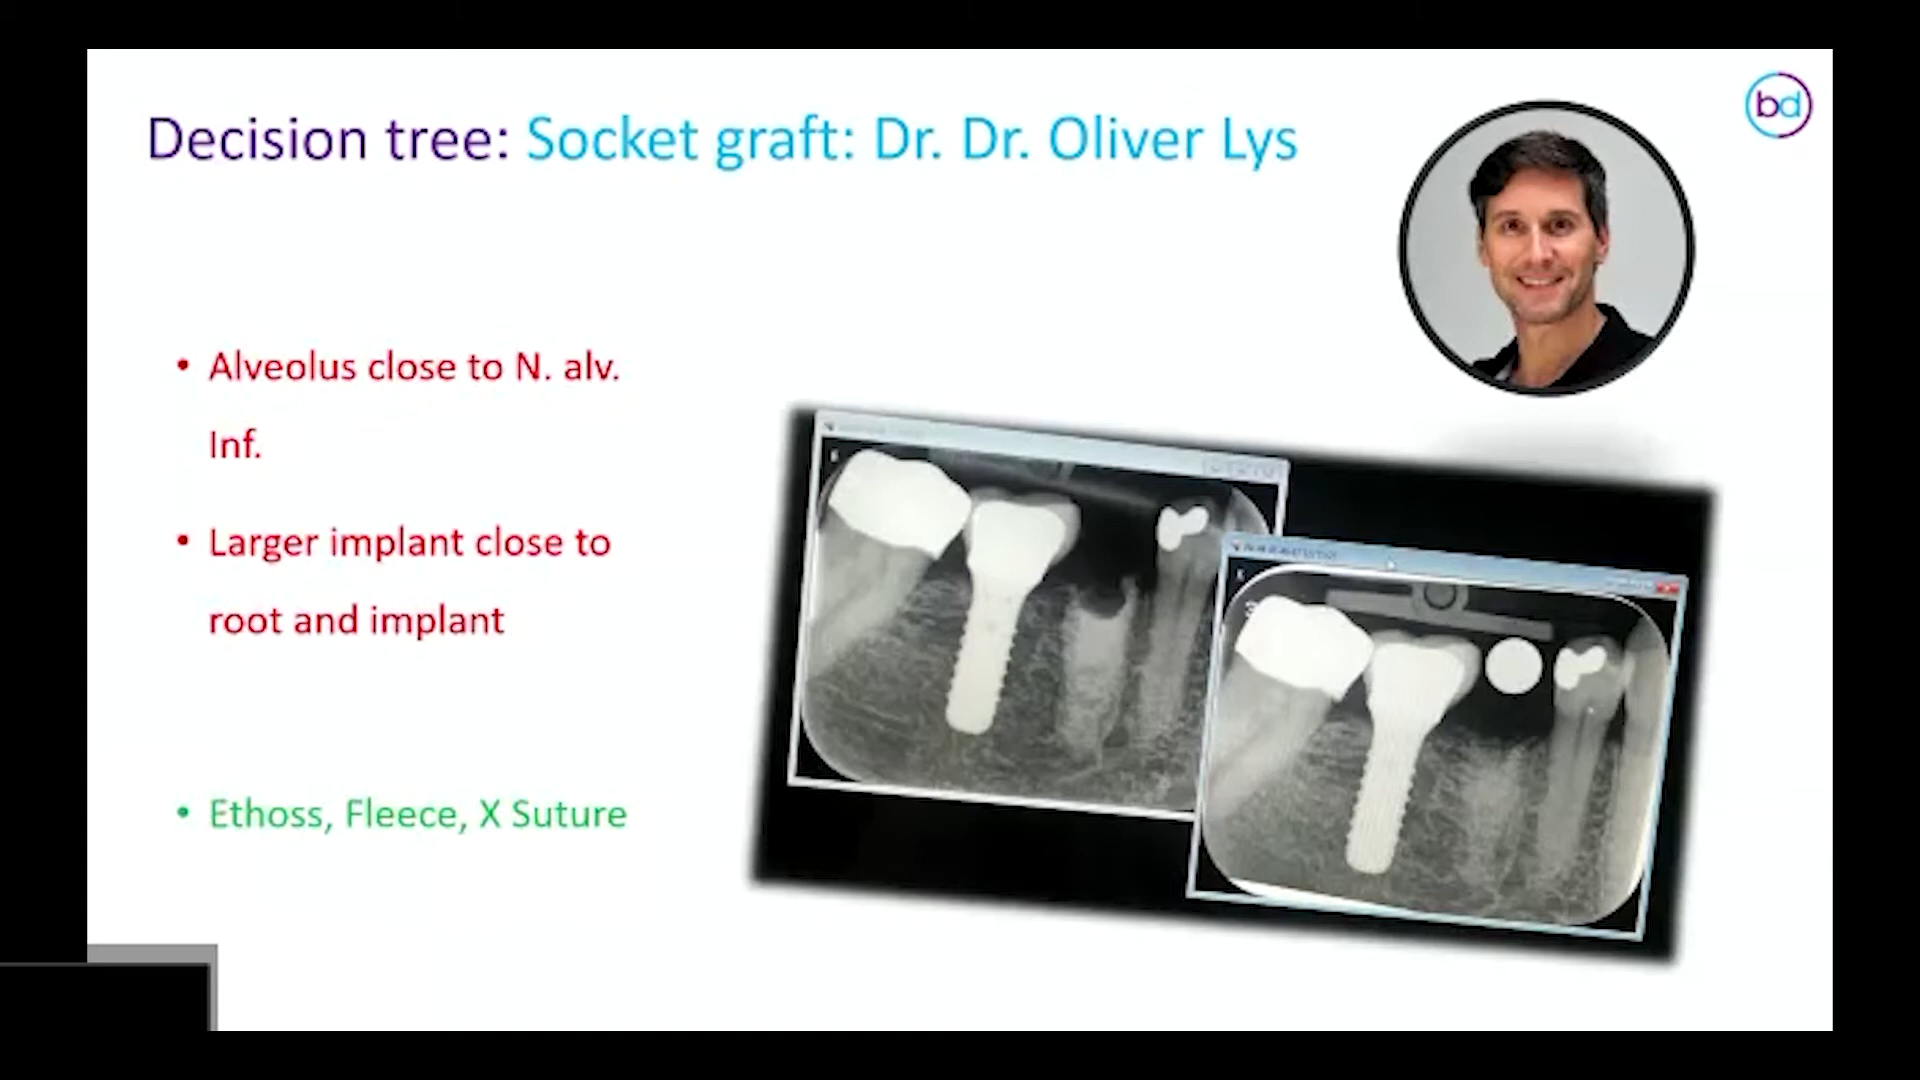 bd
Decision tree: Socket graft: Dr. Dr. Oliver Lys
• Alveolus close to N. alv.
Inf.
• Larger implant close to
root and implant
• Ethoss, Fleece, X Suture